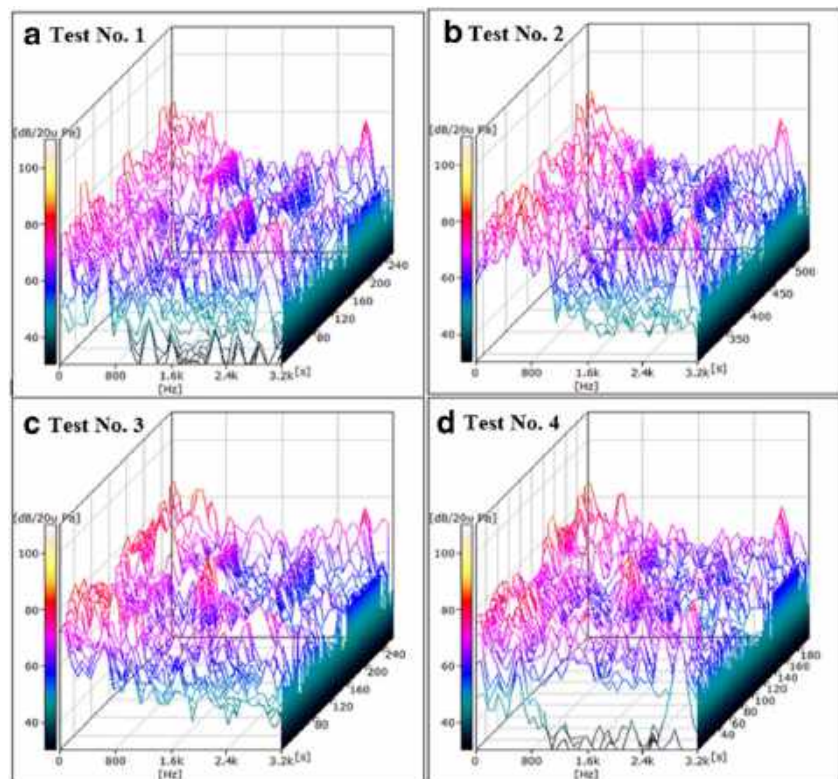 a Test No. 1
[dB/20u Pa]
100
80
60
40
0
800
1.6k
2.4k
3.2k
[Hz]
[s]
80
120
160
200
240
b Test No. 2
[dB/20u Pa]
100
80
60
40
0
800
1.6k
2.4k
3.2k
[Hz]
[s]
350
400
450
500
c Test No. 3
[dB/20u Pa]
100
80
60
40
0
800
1.6k
2.4k
3.2k
[Hz]
[s]
80
120
160
200
240
d Test No. 4
[dB/20u Pa]
100
80
60
40
0
800
1.6k
2.4k
3.2k
[Hz]
[s]
40
60
80
100
120
140
160
180